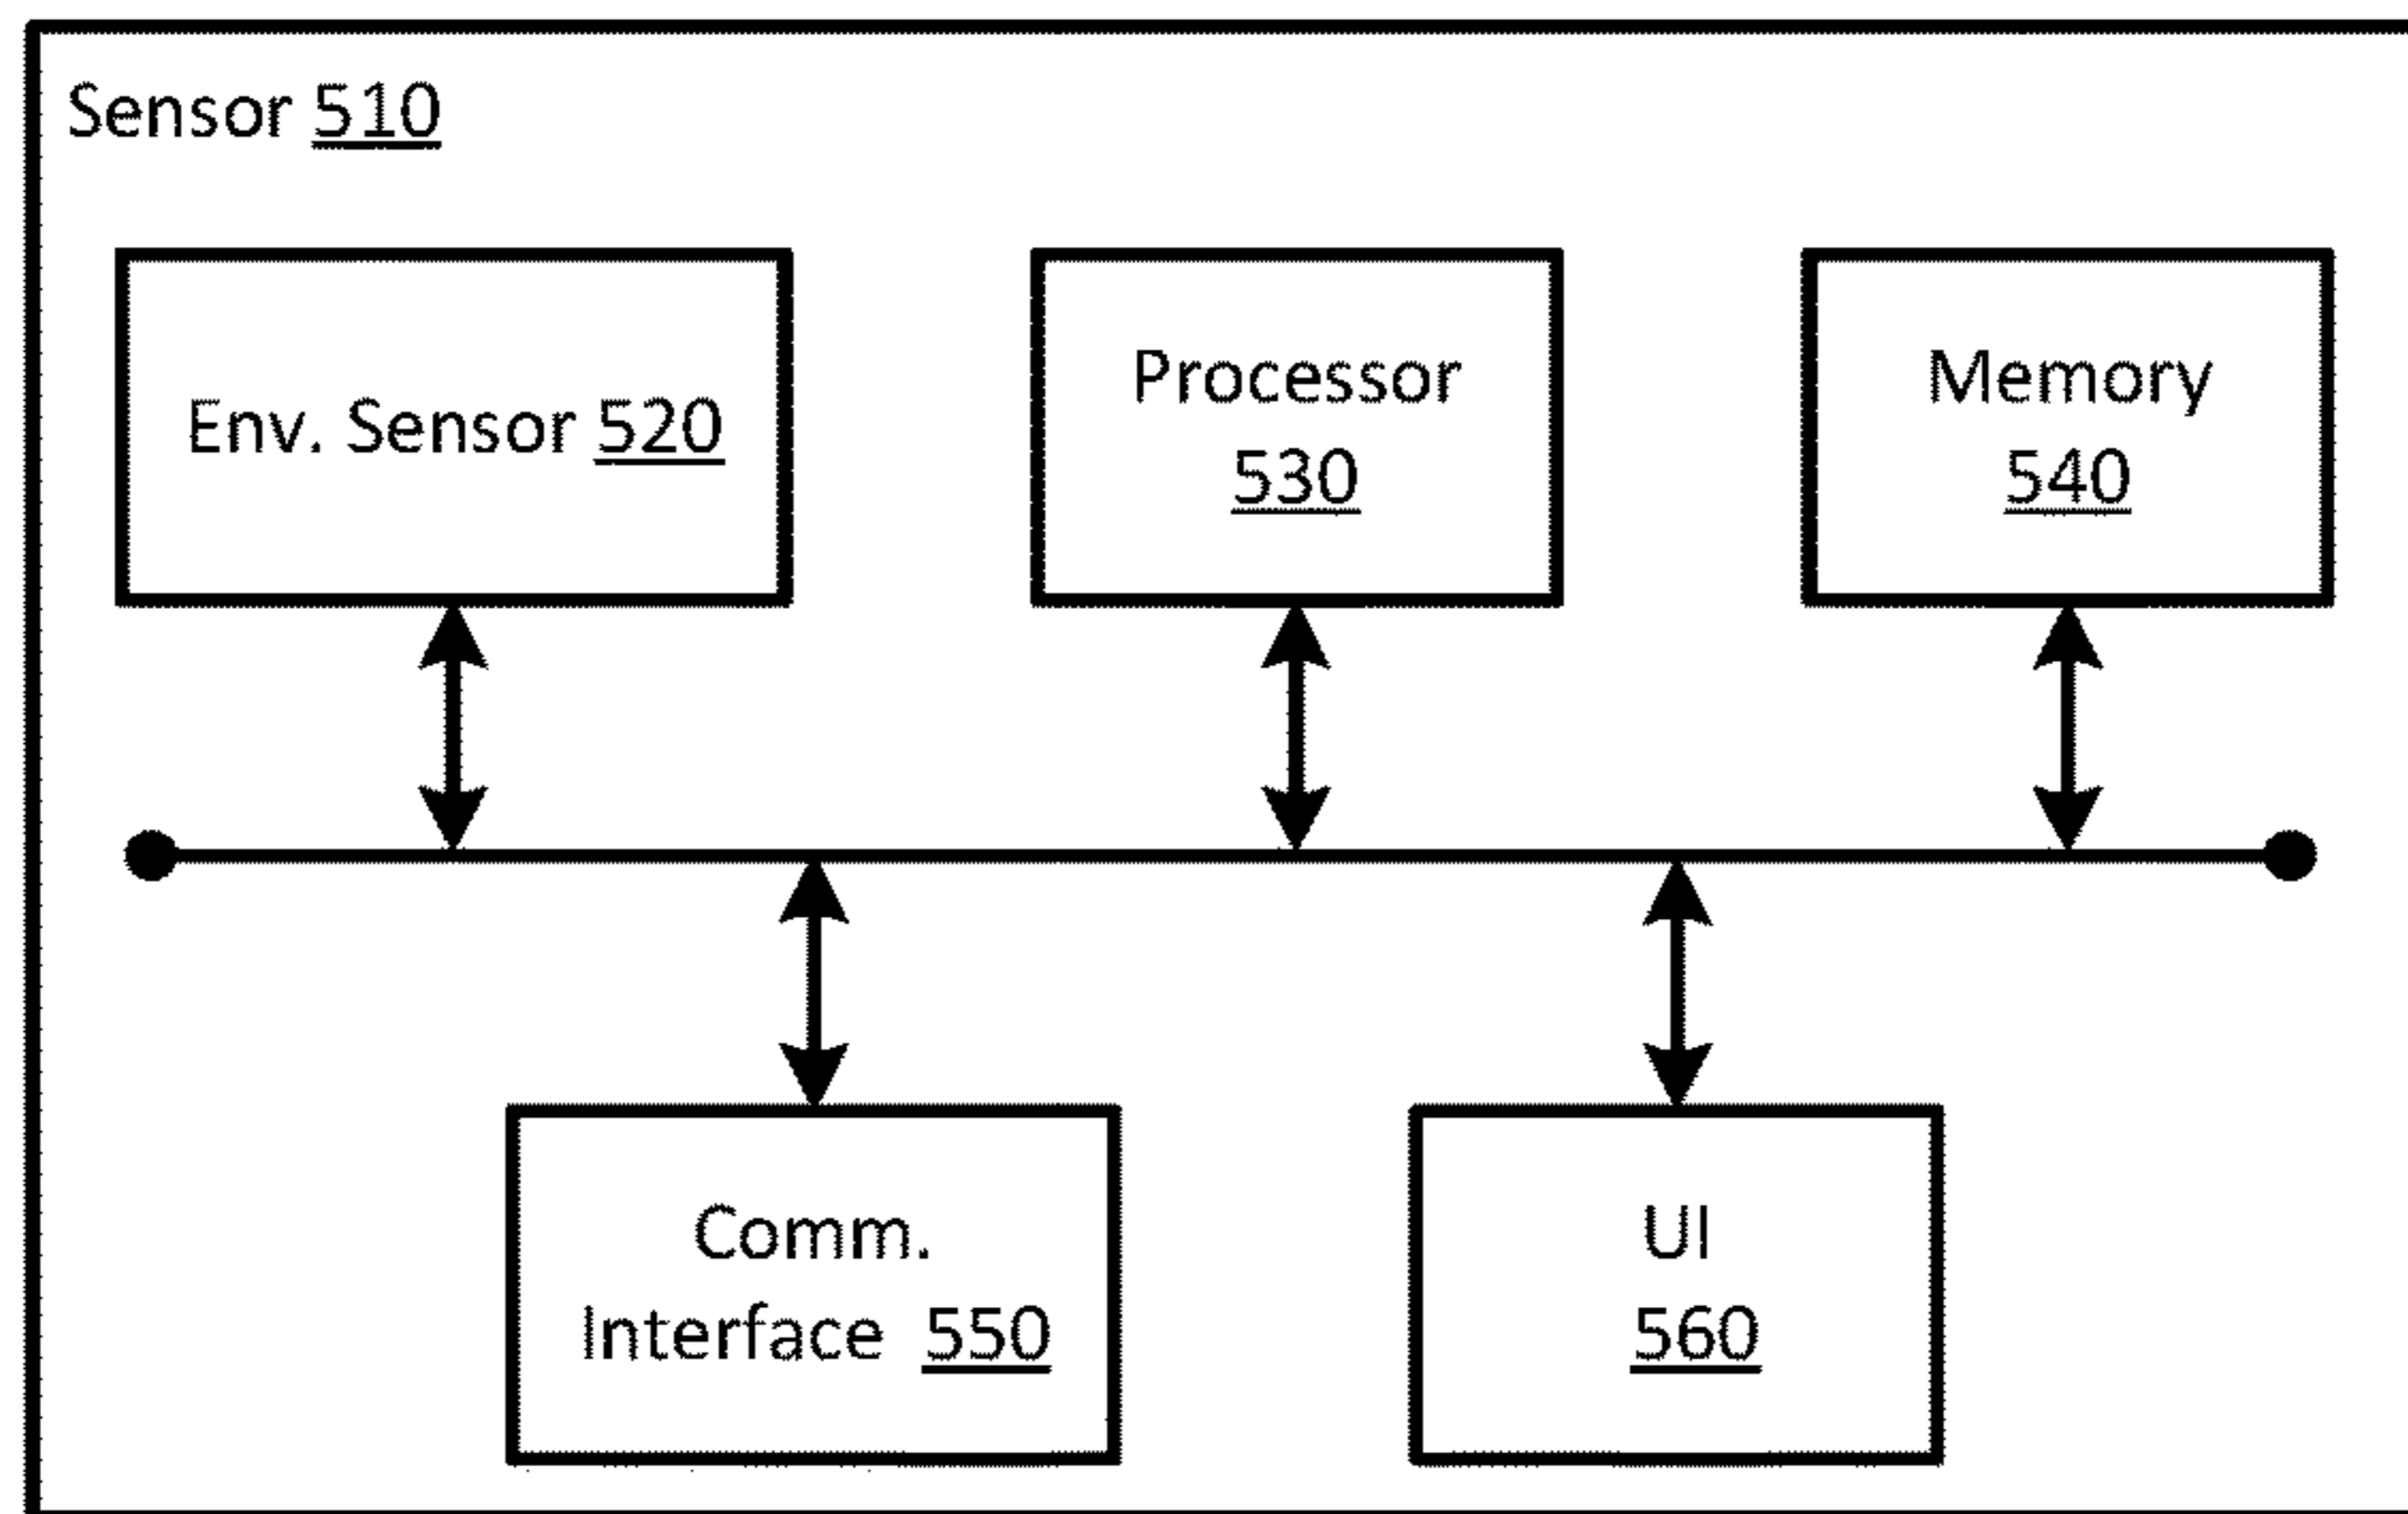 Sensor 510
Env. Sensor 520
Processor
530
Memory
540
Comm.
Interface 550
UI
560